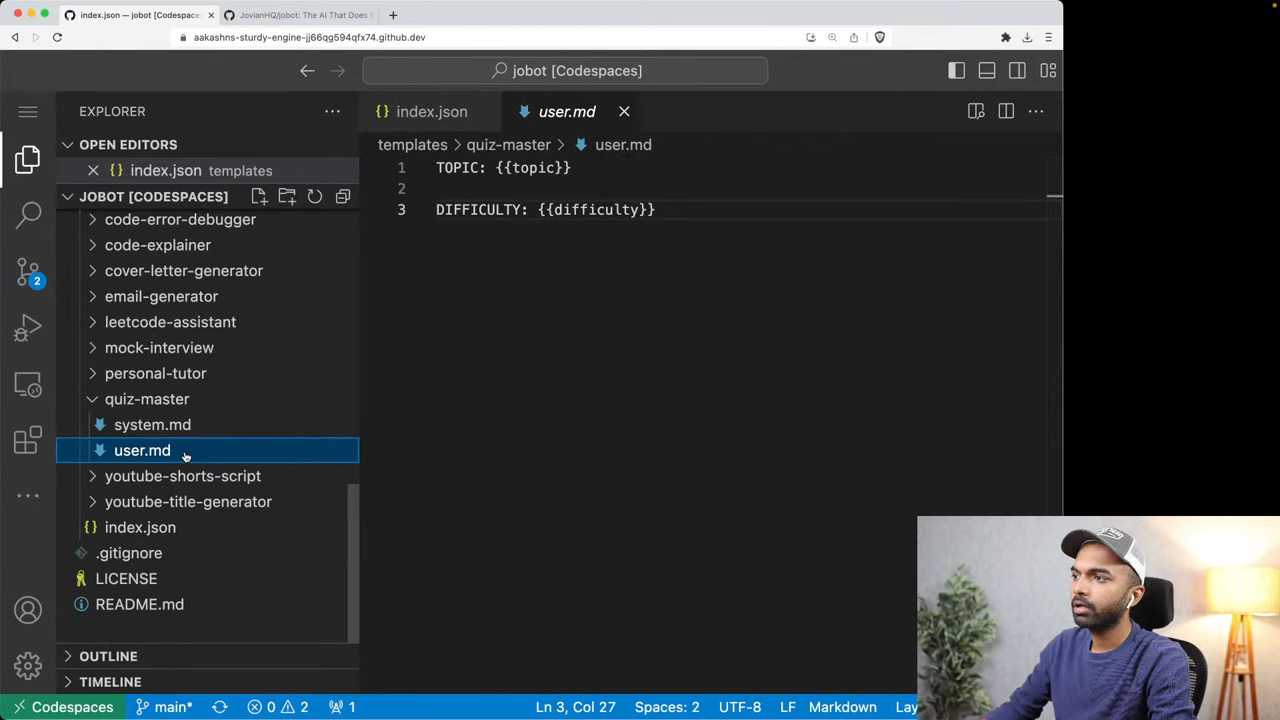 index.json — jobot [Codespaces]
JovianHQ/jobot: The AI That Does
aakashns-sturdy-engine-jj66qg594qfx74.github.dev
jobot [Codespaces]
EXPLORER
index.json
user.md
OPEN EDITORS
templates > quiz-master > user.md
index.json templates
JOBOT [CODESPACES]
1 TOPIC: {{topic}}
2
3 DIFFICULTY: {{difficulty}}
code-error-debugger
code-explainer
cover-letter-generator
email-generator
2
leetcode-assistant
mock-interview
personal-tutor
quiz-master
system.md
user.md
youtube-shorts-script
youtube-title-generator
index.json
.gitignore
LICENSE
README.md
OUTLINE
TIMELINE
Codespaces main* 0 2 1 Ln 3, Col 27 Spaces: 2 UTF-8 LF Markdown Lay